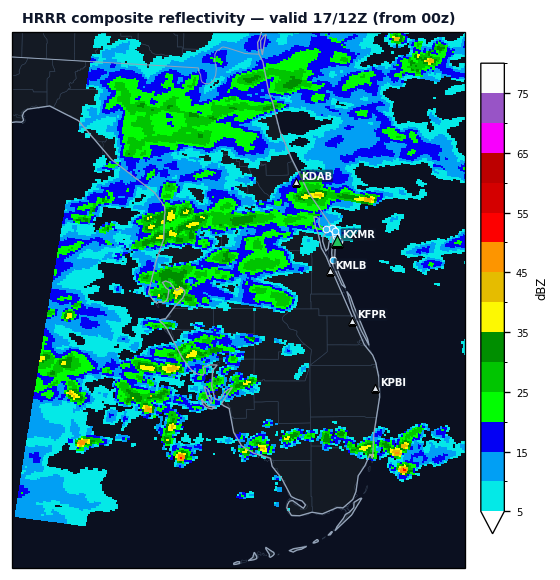 HRRR composite reflectivity — valid 17/12Z (from 00z)
KDAB
KXMR
KMLB
KFPR
KPBI
75
65
55
45
35
25
15
5
dBZ